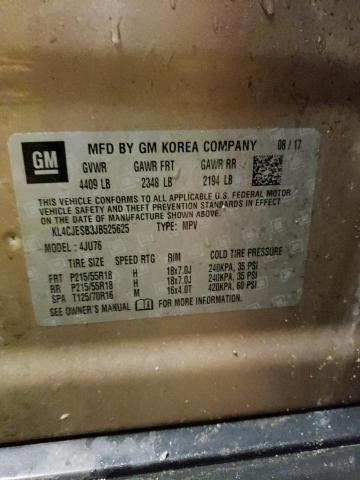 GM
MFD BY GM KOREA COMPANY 08/17
GVWR GAWR FRT GAWR RR
4409 LB 2348 LB 2194 LB
THIS VEHICLE CONFORMS TO ALL APPLICABLE U.S. FEDERAL MOTOR
VEHICLE SAFETY, BUMPER, AND THEFT PREVENTION STANDARDS IN
EFFECT ON THE DATE OF MANUFACTURE SHOWN ABOVE.
KL4CJESB3JB525625 TYPE: MPV
MODEL: 4JU76
TIRE SIZE SPEED RTG RIM COLD TIRE PRESSURE
FRT P215/55R18 H 18x7.0J 240KPA, 35 PSI
RR P215/55R18 H 18x7.0J 240KPA, 35 PSI
SPA T125/70R16 M 16x4.0T 420KPA, 60 PSI
SEE OWNER'S MANUAL FOR MORE INFORMATION.